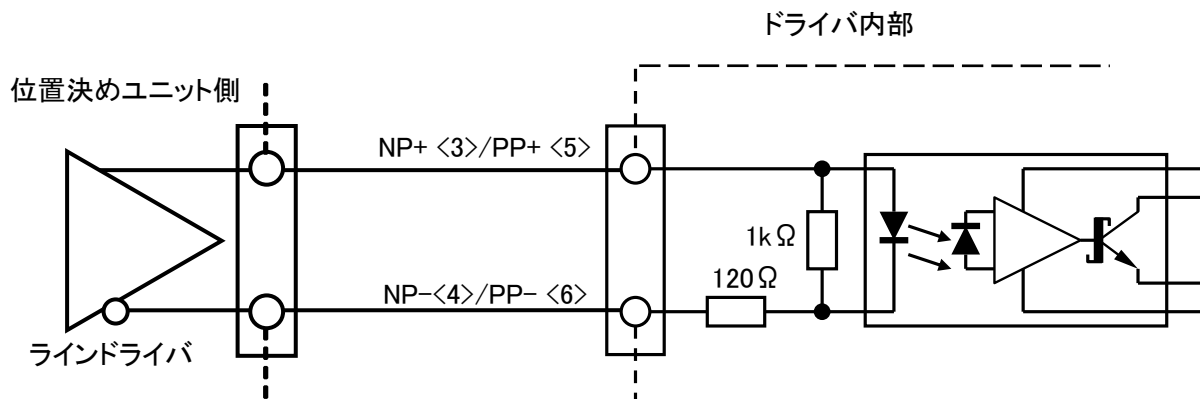 ドライバ内部
位置決めユニット側
NP+ <3>/PP+ <5>
1kΩ
120Ω
NP-<4>/PP- <6>
ラインドライバ